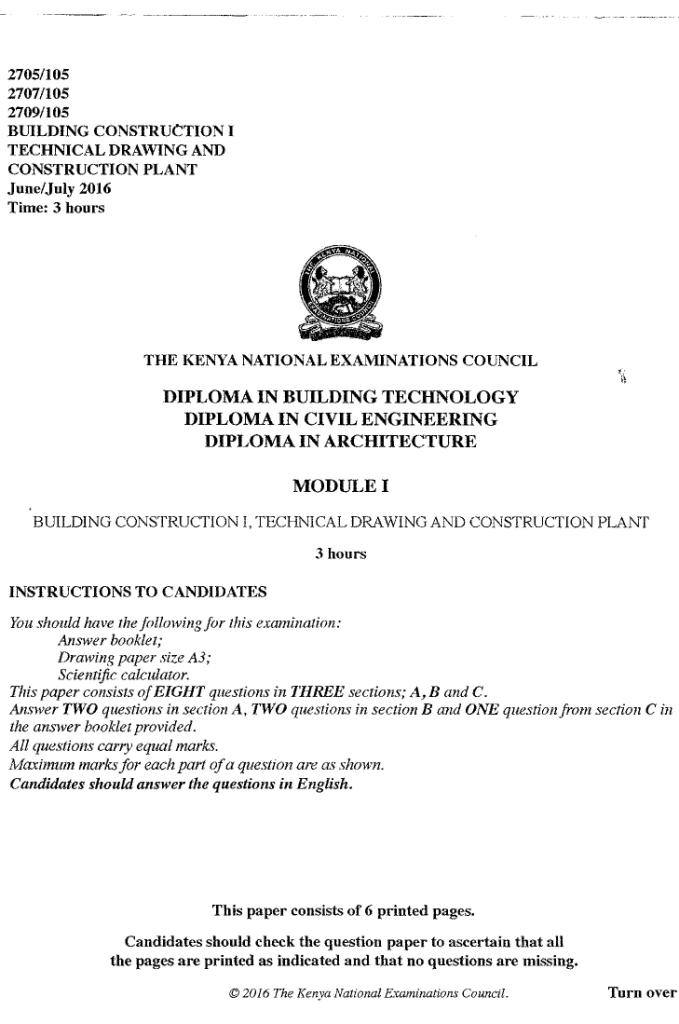 2705/105
2707/105
2709/105
BUILDING CONSTRUCTION I
TECHNICAL DRAWING AND
CONSTRUCTION PLANT
June/July 2016
Time: 3 hours
THE KENYA NATIONAL EXAMINATIONS COUNCIL
THE KENYA NATIONAL EXAMINATIONS COUNCIL
DIPLOMA IN BUILDING TECHNOLOGY
DIPLOMA IN CIVIL ENGINEERING
DIPLOMA IN ARCHITECTURE
MODULE I
BUILDING CONSTRUCTION I, TECHNICAL DRAWING AND CONSTRUCTION PLANT
3 hours
INSTRUCTIONS TO CANDIDATES
You should have the following for this examination:
Answer booklet;
Drawing paper size A3;
Scientific calculator.
This paper consists of EIGHT questions in THREE sections; A, B and C.
Answer TWO questions in section A, TWO questions in section B and ONE question from section C in
the answer booklet provided.
All questions carry equal marks.
Maximum marks for each part of a question are as shown.
Candidates should answer the questions in English.
This paper consists of 6 printed pages.
Candidates should check the question paper to ascertain that all
the pages are printed as indicated and that no questions are missing.
© 2016 The Kenya National Examinations Council.
Turn over